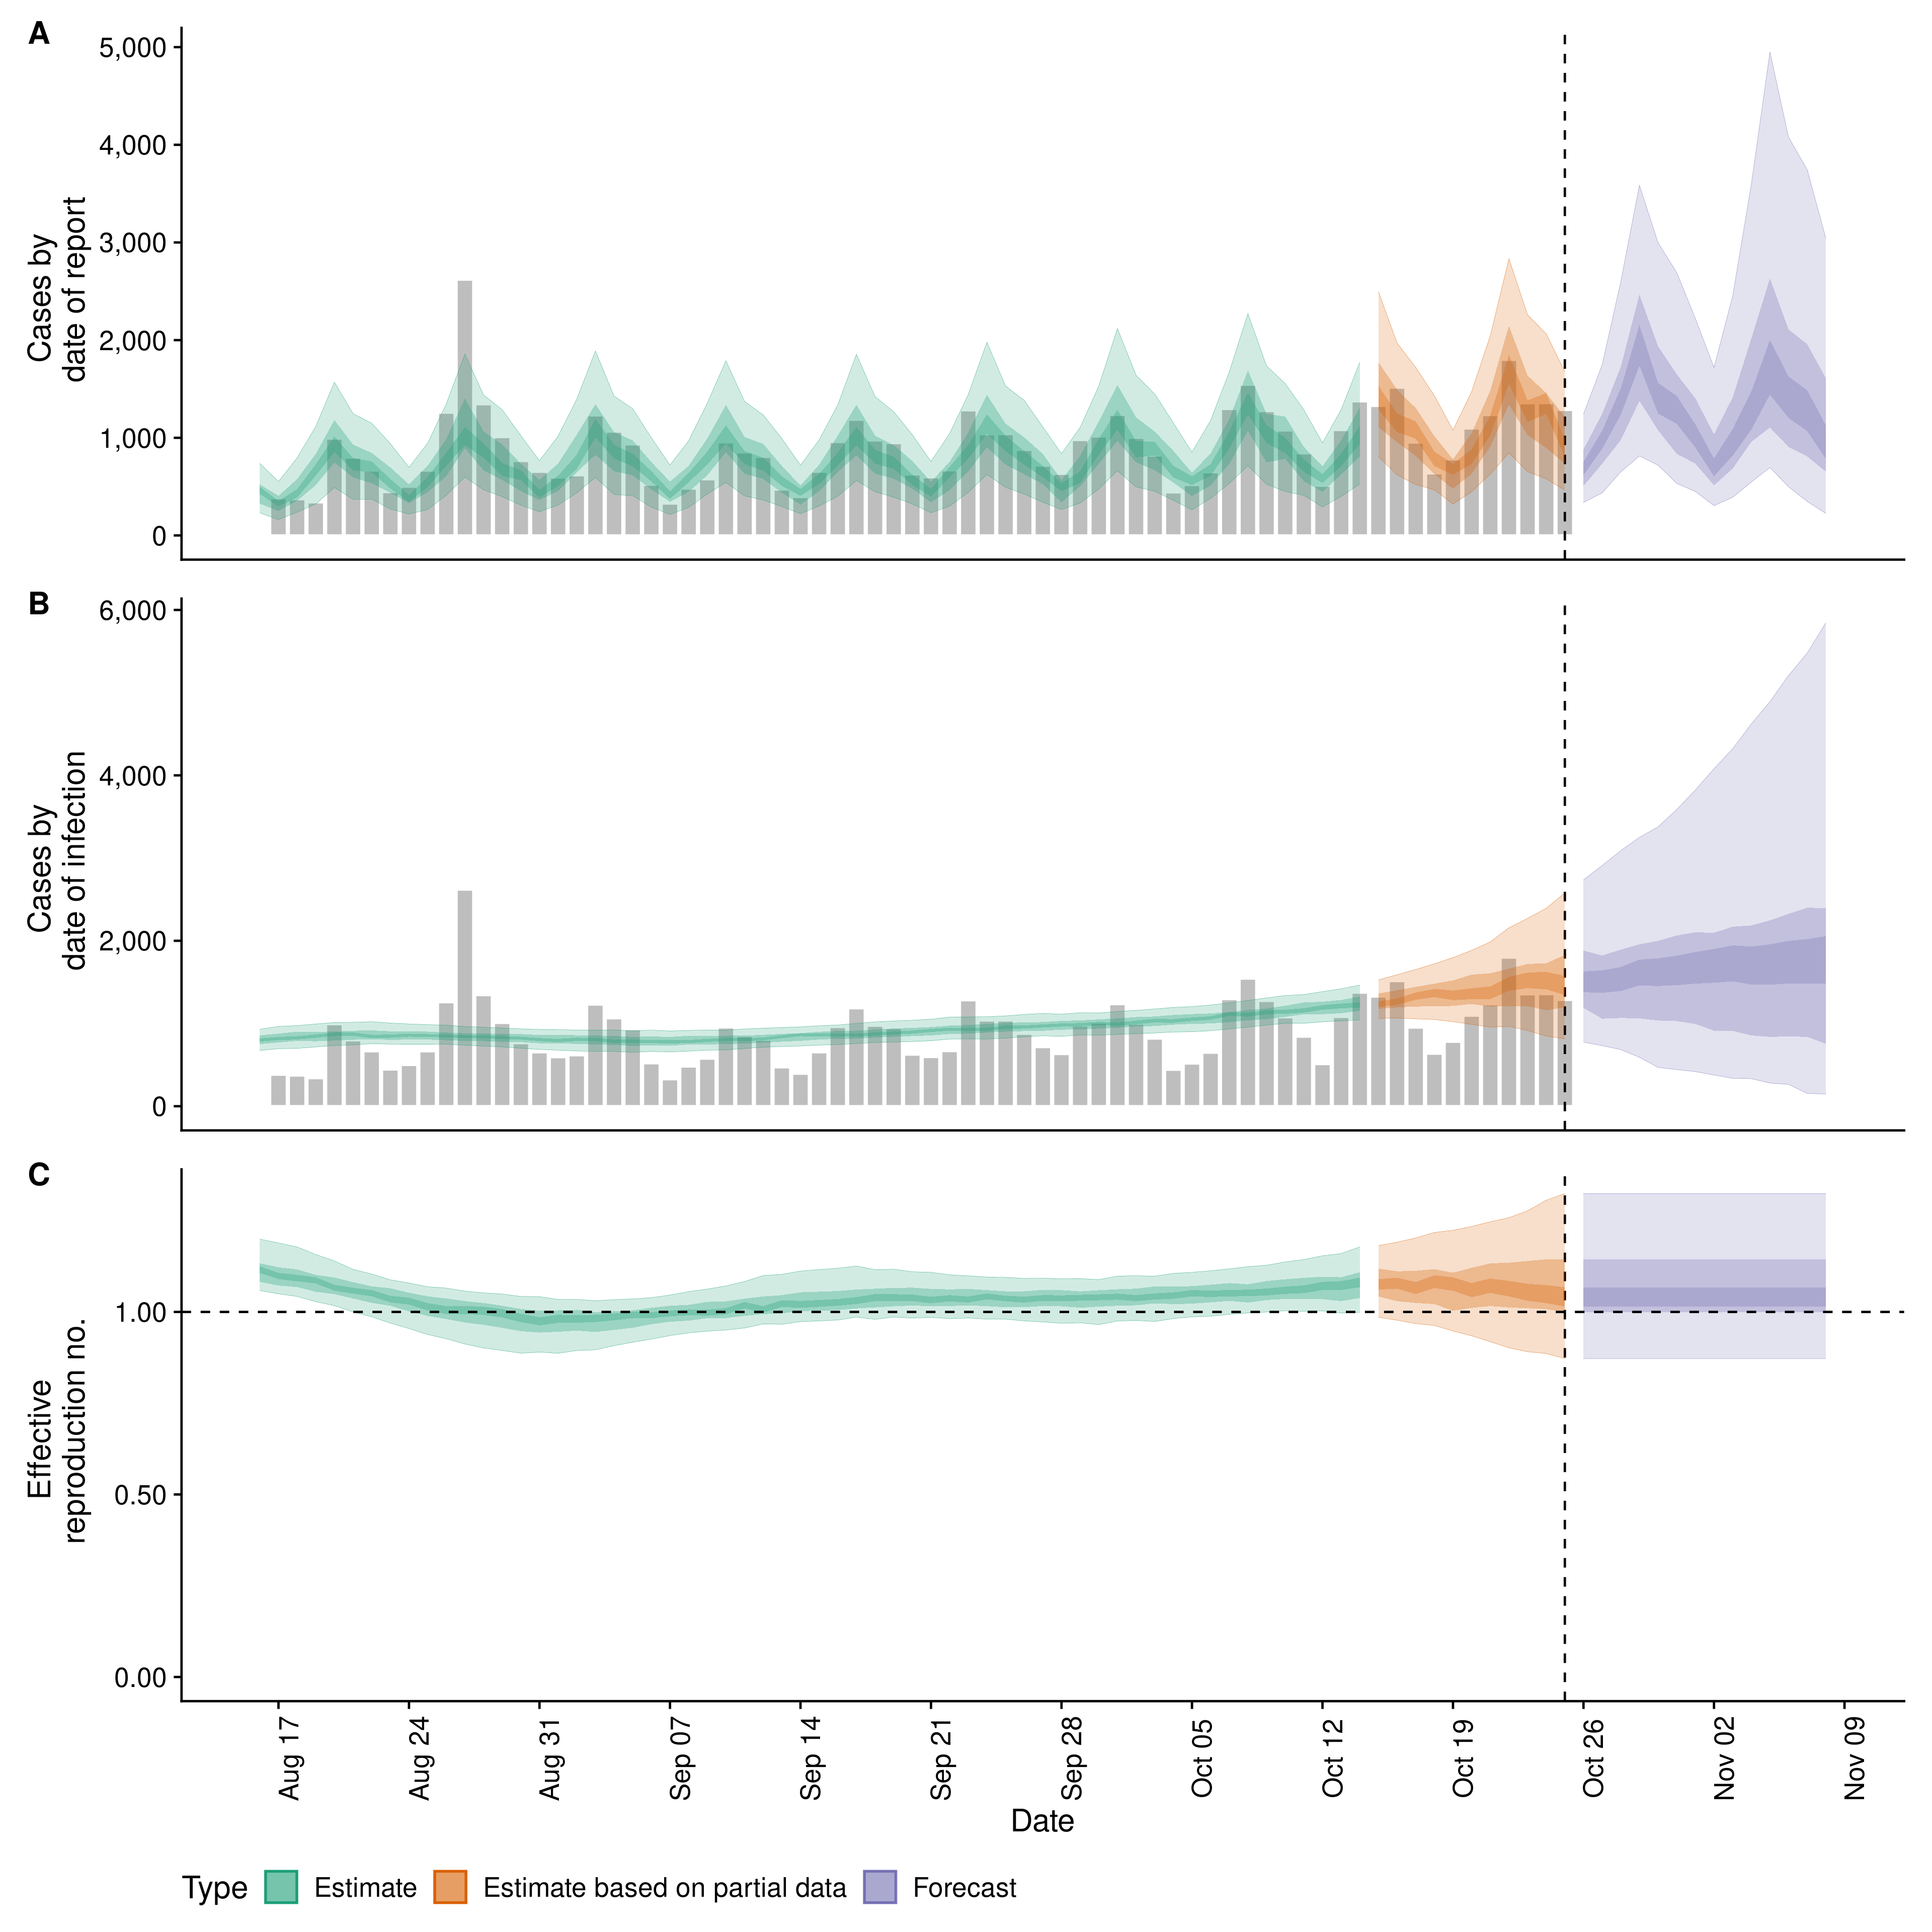 A
5,000
4,000
3,000
2,000
1,000
0
Cases by
date of report
B
6,000
4,000
2,000
0
Cases by
date of infection
C
1.00
0.50
0.00
Effective
reproduction no.
Aug 17
Aug 24
Aug 31
Sep 07
Sep 14
Sep 21
Sep 28
Oct 05
Oct 12
Oct 19
Oct 26
Nov 02
Nov 09
Date
Type Estimate Estimate based on partial data Forecast